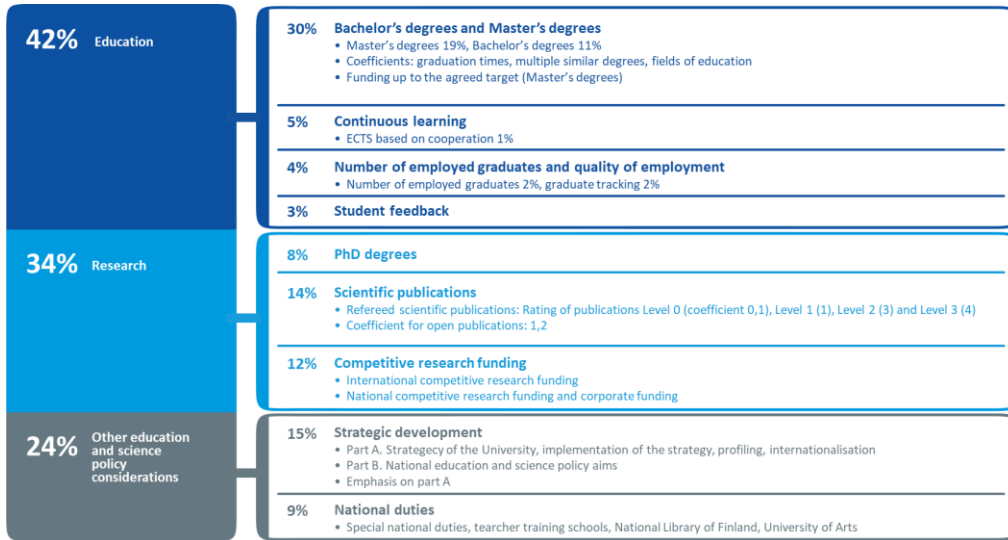 42% Education
30% Bachelor's degrees and Master's degrees
• Master's degrees 19%, Bachelor's degrees 11%
• Coefficients: graduation times, multiple similar degrees, fields of education
• Funding up to the agreed target (Master's degrees)
5% Continuous learning
• ECTS based on cooperation 1%
4% Number of employed graduates and quality of employment
• Number of employed graduates 2%, graduate tracking 2%
3% Student feedback
34% Research
8% PhD degrees
14% Scientific publications
• Refereed scientific publications: Rating of publications Level 0 (coefficient 0,1), Level 1 (1), Level 2 (3) and Level 3 (4)
• Coefficient for open publications: 1,2
12% Competitive research funding
• International competitive research funding
• National competitive research funding and corporate funding
24% Other education
and science
policy
considerations
15% Strategic development
• Part A. Strategecy of the University, implementation of the strategy, profiling, internationalisation
• Part B. National education and science policy aims
• Emphasis on part A
9% National duties
• Special national duties, tearcher training schools, National Library of Finland, University of Arts